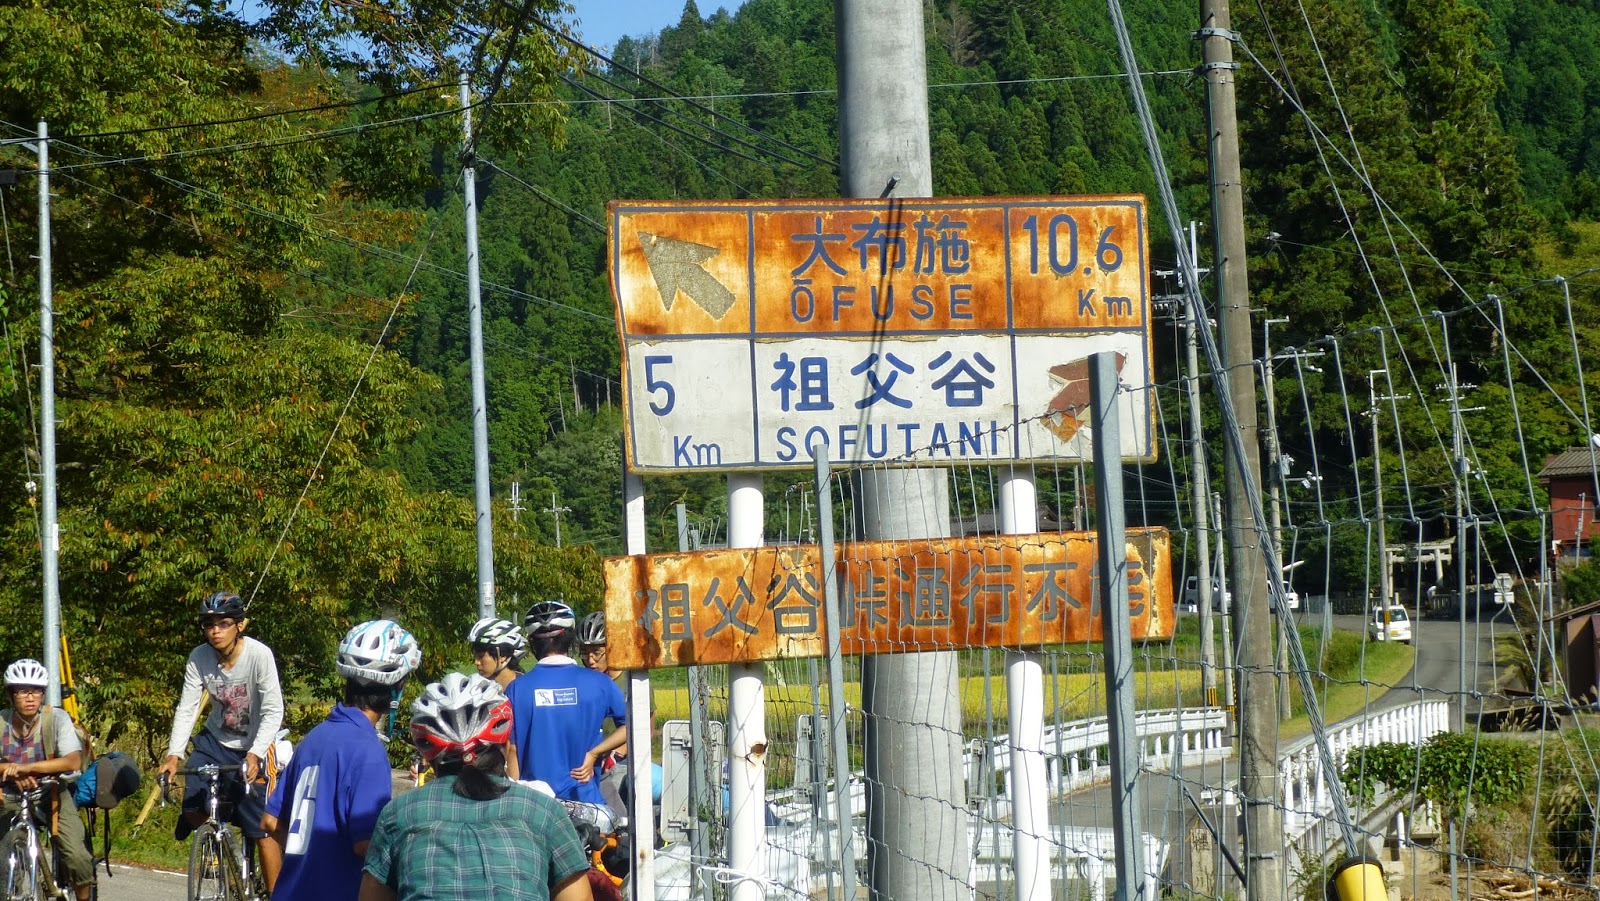 大布施 10.6
ŌFUSE Km
5 祖父谷
Km SOFUTANI
祖父谷峠通行不能